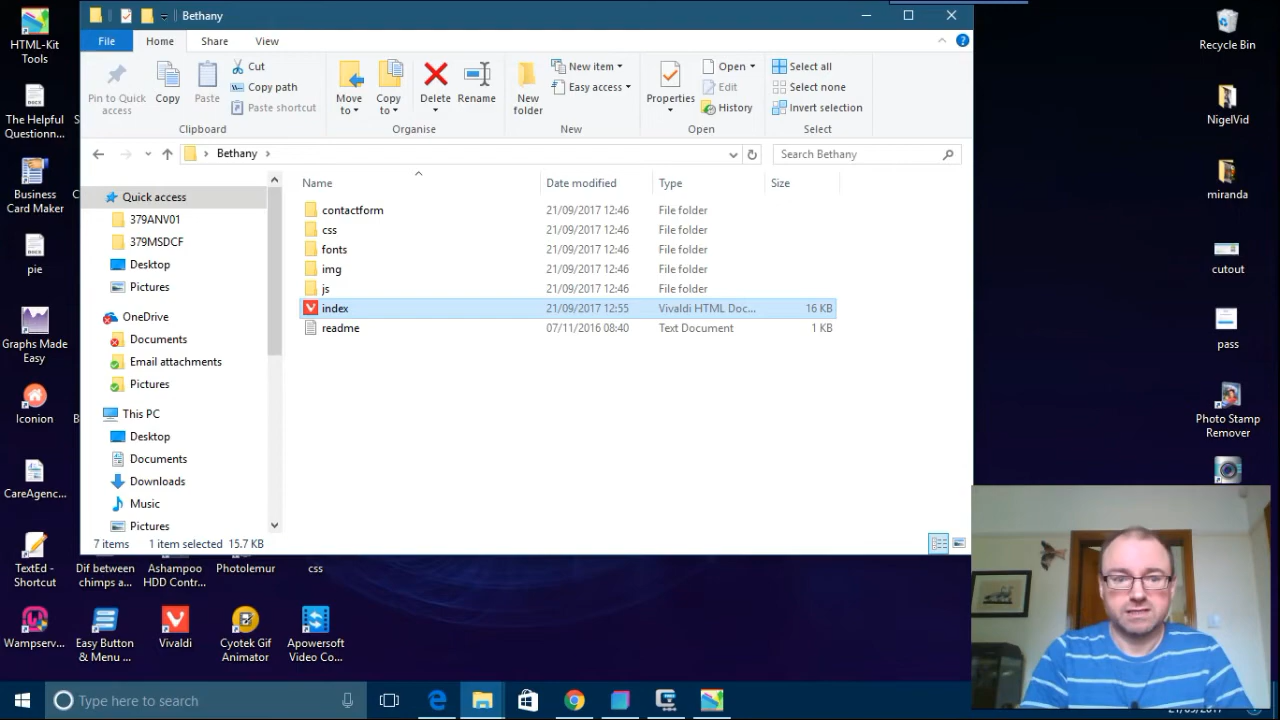 Bethany
File
Home
Share
View
Pin to Quick access
Copy
Paste
Cut
Copy path
Paste shortcut
Clipboard
Move to
Copy to
Delete
Rename
Organise
New folder
New item
Easy access
New
Properties
Open
Edit
History
Open
Select all
Select none
Invert selection
Select
Bethany
Search Bethany
Name
Date modified
Type
Size
Quick access
379ANV01
379MSDCF
Desktop
Pictures
OneDrive
Documents
Email attachments
Pictures
This PC
Desktop
Documents
Downloads
Music
Pictures
contactform 21/09/2017 12:46 File folder
css 21/09/2017 12:46 File folder
fonts 21/09/2017 12:46 File folder
img 21/09/2017 12:46 File folder
js 21/09/2017 12:46 File folder
index 21/09/2017 12:55 Vivaldi HTML Doc... 16 KB
readme 07/11/2016 08:40 Text Document 1 KB
7 items 1 item selected 15.7 KB
HTML-Kit
Tools
The Helpful
Questionn...
Business
Card Maker
pie
Graphs Made
Easy
Iconion
CareAgenc...
TextEd -
Shortcut
Dif between
chimps a...
Ashampoo
HDD Contr...
Photolemur
css
Wampserv...
Easy Button
& Menu ...
Vivaldi
Cyotek Gif
Animator
Apowersoft
Video Co...
Recycle Bin
NigelVid
miranda
cutout
pass
Photo Stamp
Remover
Type here to search